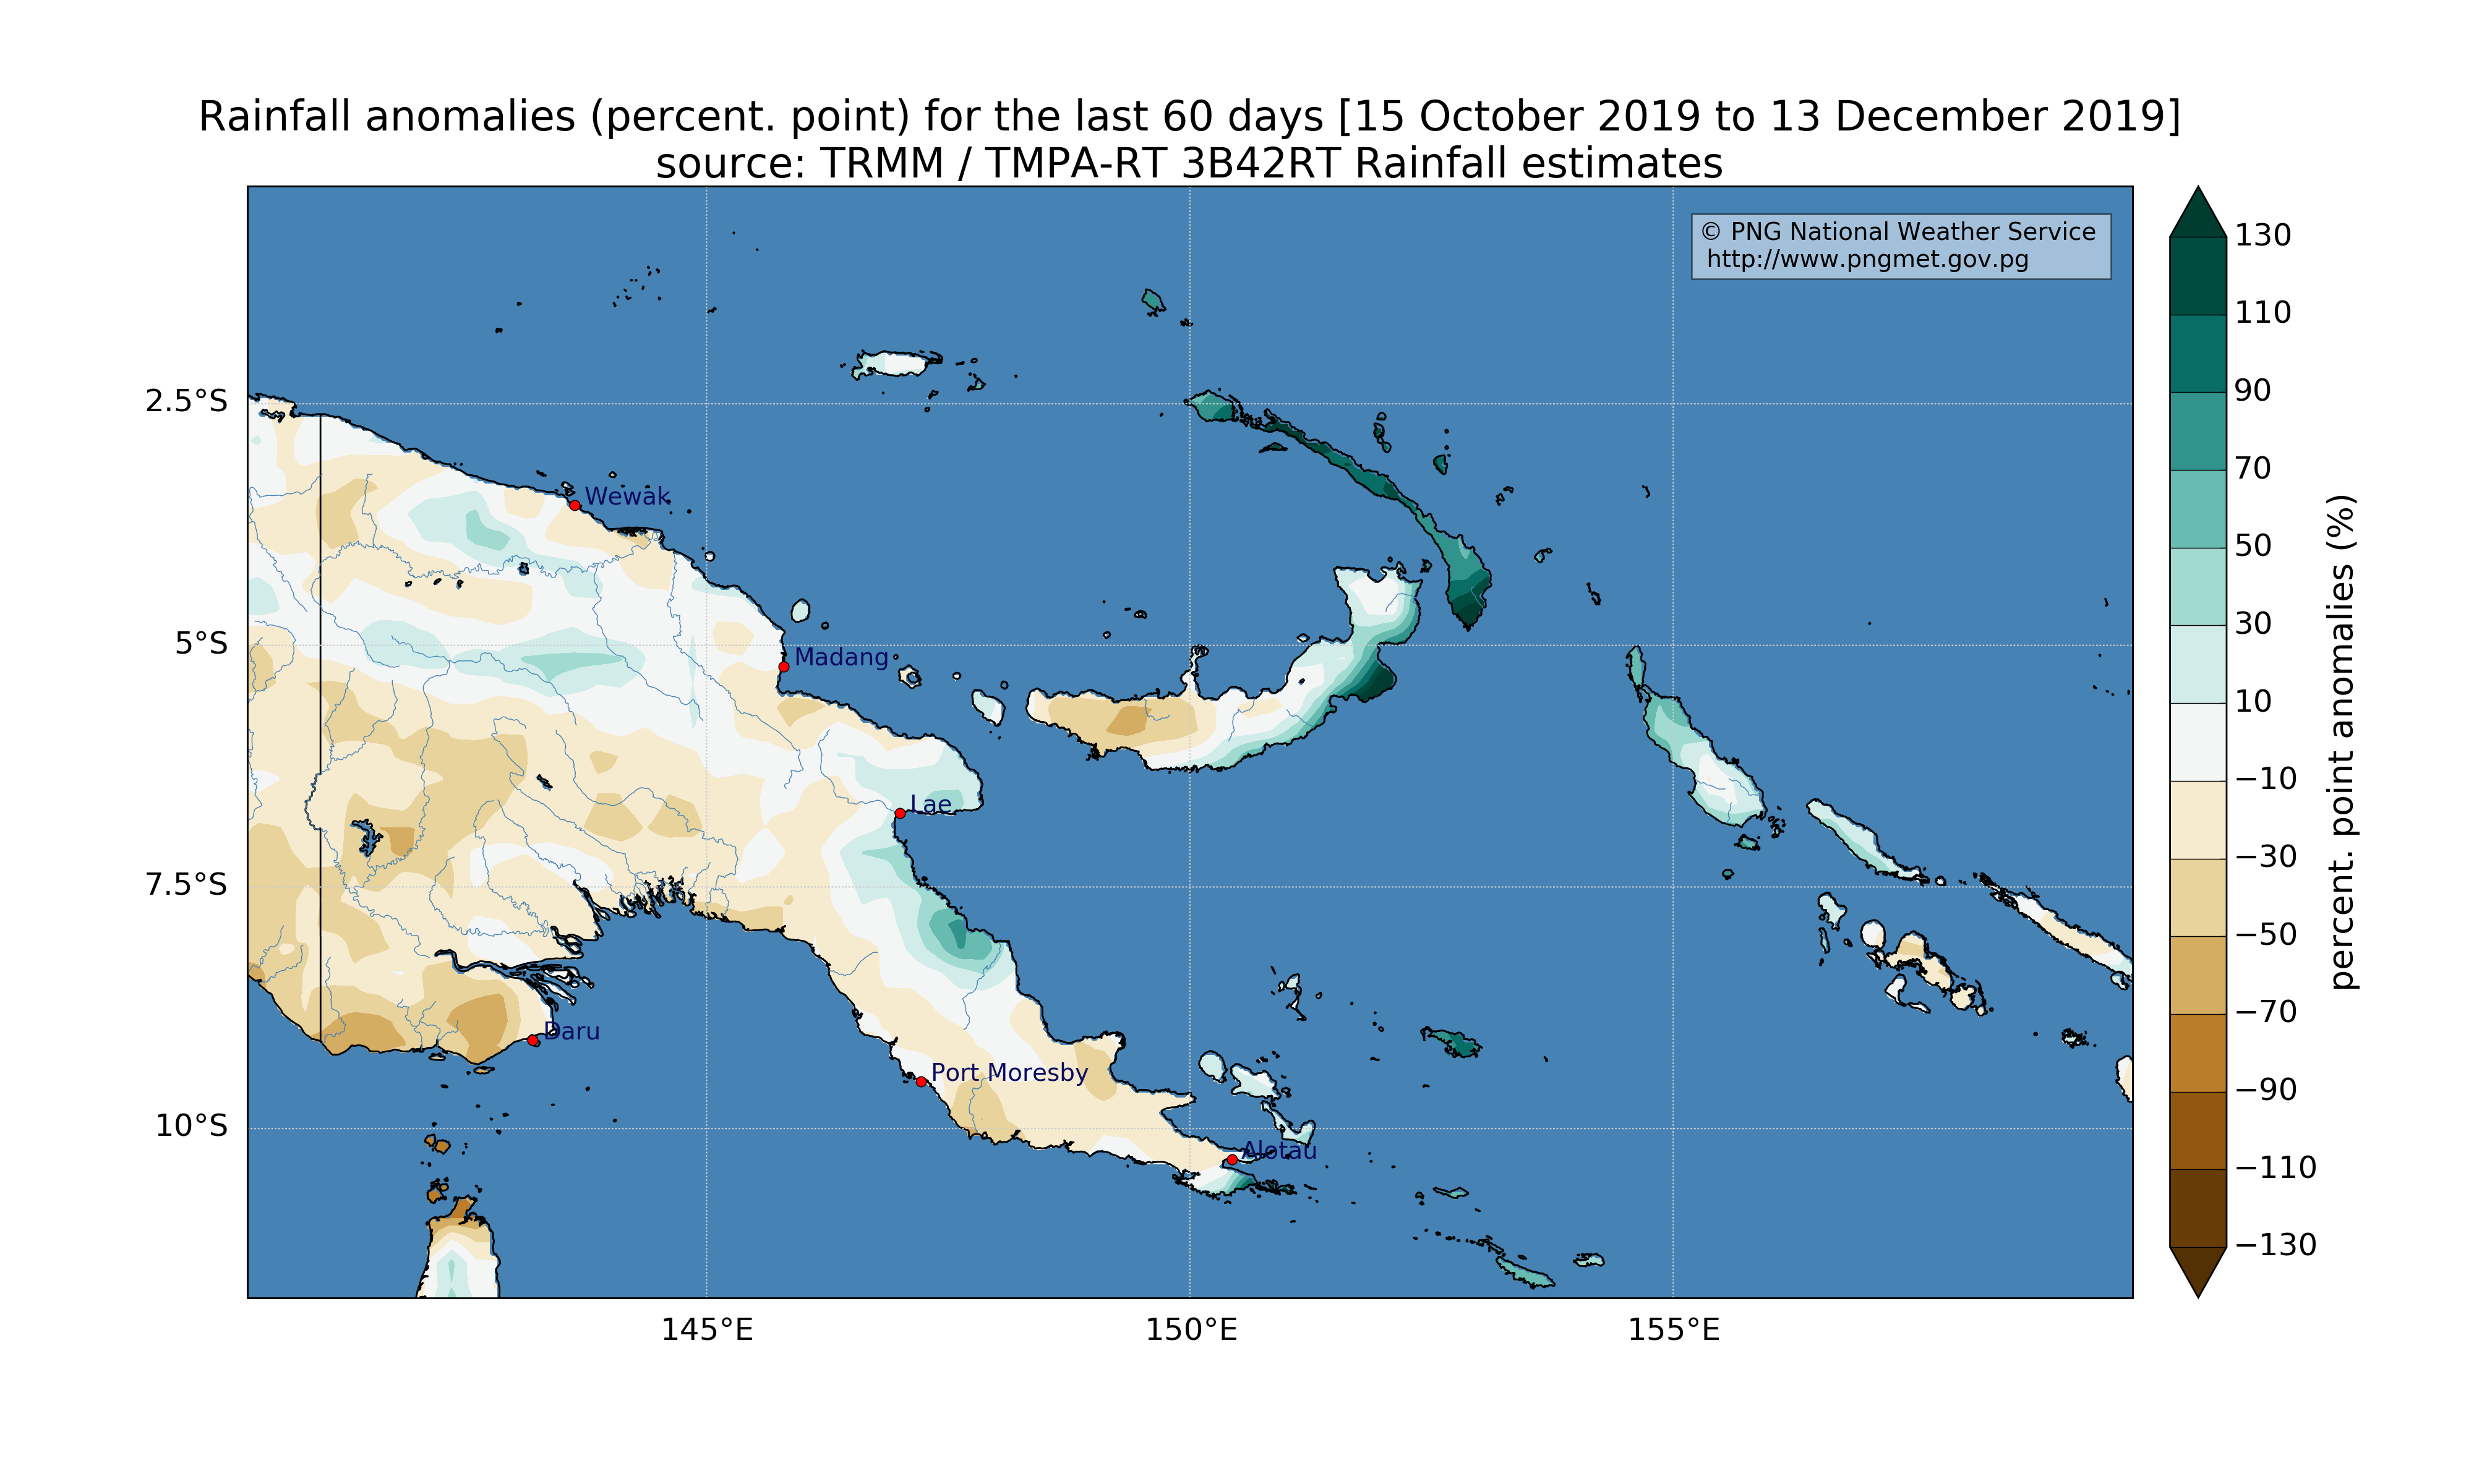 Rainfall anomalies (percent. point) for the last 60 days [15 October 2019 to 13 December 2019]
source: TRMM / TMPA-RT 3B42RT Rainfall estimates
© PNG National Weather Service
http://www.pngmet.gov.pg
2.5°S
5°S
7.5°S
10°S
Wewak
Madang
Lae
Daru
Port Moresby
Alotau
145°E
150°E
155°E
130
110
90
70
50
30
10
−10
−30
−50
−70
−90
−110
−130
percent. point anomalies (%)